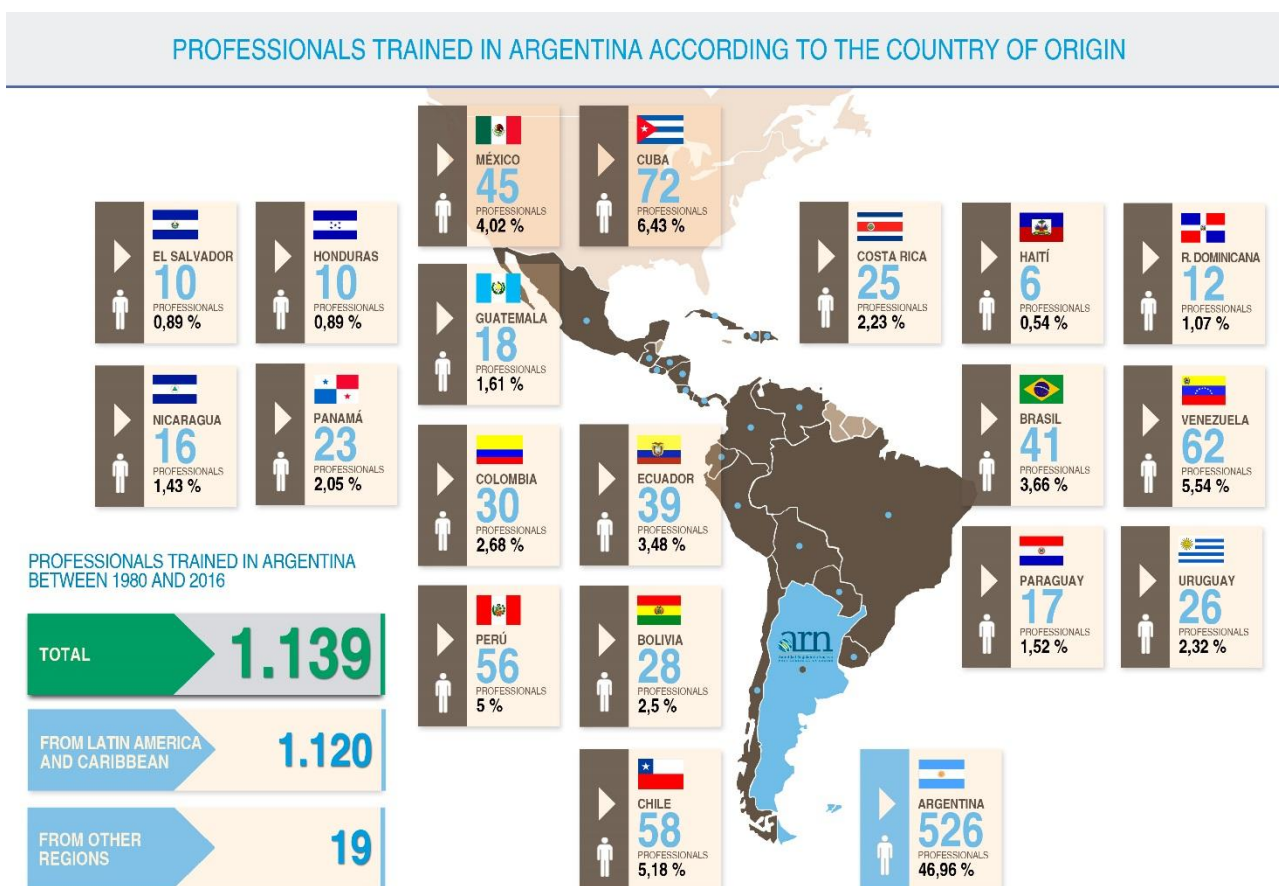 PROFESSIONALS TRAINED IN ARGENTINA ACCORDING TO THE COUNTRY OF ORIGIN
MÉXICO
45
PROFESSIONALS
4,02 %
CUBA
72
PROFESSIONALS
6,43 %
EL SALVADOR
10
PROFESSIONALS
0,89 %
HONDURAS
10
PROFESSIONALS
0,89 %
COSTA RICA
25
PROFESSIONALS
2,23 %
HAITÍ
6
PROFESSIONALS
0,54 %
R. DOMINICANA
12
PROFESSIONALS
1,07 %
GUATEMALA
18
PROFESSIONALS
1,61 %
NICARAGUA
16
PROFESSIONALS
1,43 %
PANAMÁ
23
PROFESSIONALS
2,05 %
BRASIL
41
PROFESSIONALS
3,66 %
VENEZUELA
62
PROFESSIONALS
5,54 %
COLOMBIA
30
PROFESSIONALS
2,68 %
ECUADOR
39
PROFESSIONALS
3,48 %
PARAGUAY
17
PROFESSIONALS
1,52 %
URUGUAY
26
PROFESSIONALS
2,32 %
PERÚ
56
PROFESSIONALS
5 %
BOLIVIA
28
PROFESSIONALS
2,5 %
arn
CHILE
58
PROFESSIONALS
5,18 %
ARGENTINA
526
PROFESSIONALS
46,96 %
PROFESSIONALS TRAINED IN ARGENTINA
BETWEEN 1980 AND 2016
TOTAL
1.139
FROM LATIN AMERICA
AND CARIBBEAN
1.120
FROM OTHER
REGIONS
19